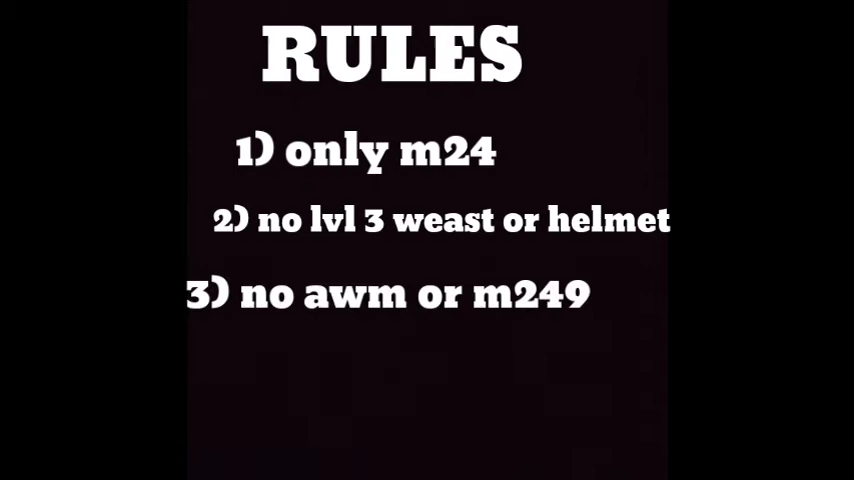 RULES
1) only m24
2) no lvl 3 weast or helmet
3) no awm or m249